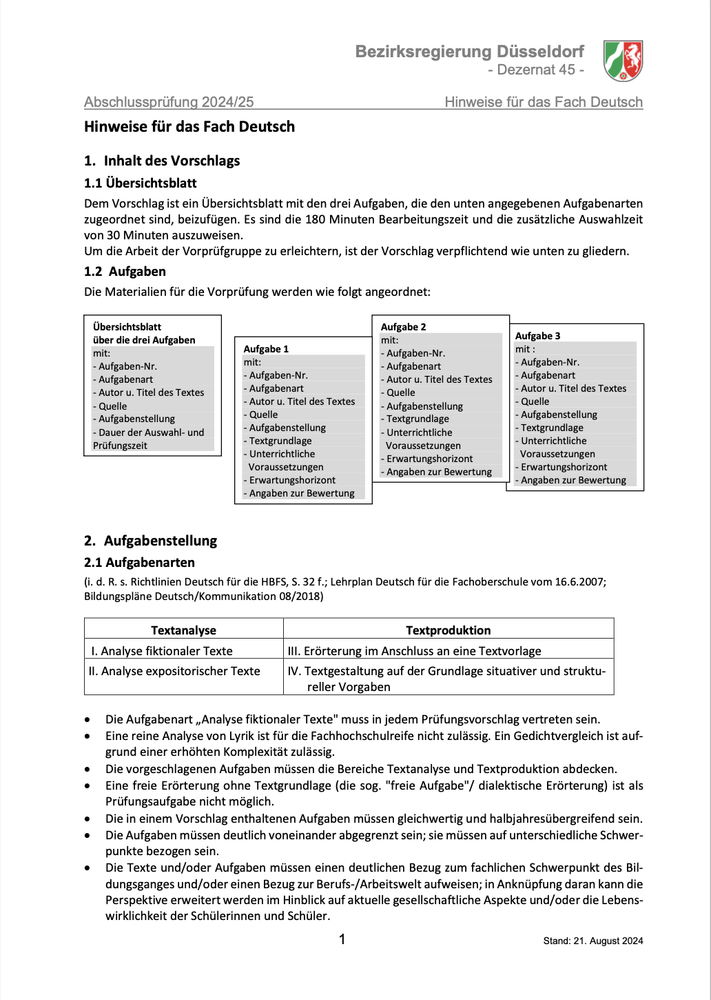 Bezirksregierung Düsseldorf
- Dezernat 45 -
Abschlussprüfung 2024/25 Hinweise für das Fach Deutsch
Hinweise für das Fach Deutsch
1. Inhalt des Vorschlags
1.1 Übersichtsblatt
Dem Vorschlag ist ein Übersichtsblatt mit den drei Aufgaben, die den unten angegebenen Aufgabenarten
zugeordnet sind, beizufügen. Es sind die 180 Minuten Bearbeitungszeit und die zusätzliche Auswahlzeit
von 30 Minuten auszuweisen.
Um die Arbeit der Vorprüfgruppe zu erleichtern, ist der Vorschlag verpflichtend wie unten zu gliedern.
1.2 Aufgaben
Die Materialien für die Vorprüfung werden wie folgt angeordnet:
Übersichtsblatt
über die drei Aufgaben
mit:
- Aufgaben-Nr.
- Aufgabenart
- Autor u. Titel des Textes
- Quelle
- Aufgabenstellung
- Dauer der Auswahl- und
Prüfungszeit
Aufgabe 1
mit:
- Aufgaben-Nr.
- Aufgabenart
- Autor u. Titel des Textes
- Quelle
- Aufgabenstellung
- Textgrundlage
- Unterrichtliche
Voraussetzungen
- Erwartungshorizont
- Angaben zur Bewertung
Aufgabe 2
mit:
- Aufgaben-Nr.
- Aufgabenart
- Autor u. Titel des Textes
- Quelle
- Aufgabenstellung
- Textgrundlage
- Unterrichtliche
Voraussetzungen
- Erwartungshorizont
- Angaben zur Bewertung
Aufgabe 3
mit :
- Aufgaben-Nr.
- Aufgabenart
- Autor u. Titel des Textes
- Quelle
- Aufgabenstellung
- Textgrundlage
- Unterrichtliche
Voraussetzungen
- Erwartungshorizont
- Angaben zur Bewertung
2. Aufgabenstellung
2.1 Aufgabenarten
(i. d. R. s. Richtlinien Deutsch für die HBFS, S. 32 f.; Lehrplan Deutsch für die Fachoberschule vom 16.6.2007;
Bildungspläne Deutsch/Kommunikation 08/2018)
Textanalyse Textproduktion
I. Analyse fiktionaler Texte III. Erörterung im Anschluss an eine Textvorlage
II. Analyse expositorischer Texte IV. Textgestaltung auf der Grundlage situativer und struktu-
reller Vorgaben
• Die Aufgabenart „Analyse fiktionaler Texte" muss in jedem Prüfungsvorschlag vertreten sein.
• Eine reine Analyse von Lyrik ist für die Fachhochschulreife nicht zulässig. Ein Gedichtvergleich ist auf-
grund einer erhöhten Komplexität zulässig.
• Die vorgeschlagenen Aufgaben müssen die Bereiche Textanalyse und Textproduktion abdecken.
• Eine freie Erörterung ohne Textgrundlage (die sog. "freie Aufgabe"/ dialektische Erörterung) ist als
Prüfungsaufgabe nicht möglich.
• Die in einem Vorschlag enthaltenen Aufgaben müssen gleichwertig und halbjahresübergreifend sein.
• Die Aufgaben müssen deutlich voneinander abgegrenzt sein; sie müssen auf unterschiedliche Schwer-
punkte bezogen sein.
• Die Texte und/oder Aufgaben müssen einen deutlichen Bezug zum fachlichen Schwerpunkt des Bil-
dungsganges und/oder einen Bezug zur Berufs-/Arbeitswelt aufweisen; in Anknüpfung daran kann die
Perspektive erweitert werden im Hinblick auf aktuelle gesellschaftliche Aspekte und/oder die Lebens-
wirklichkeit der Schülerinnen und Schüler.
1 Stand: 21. August 2024